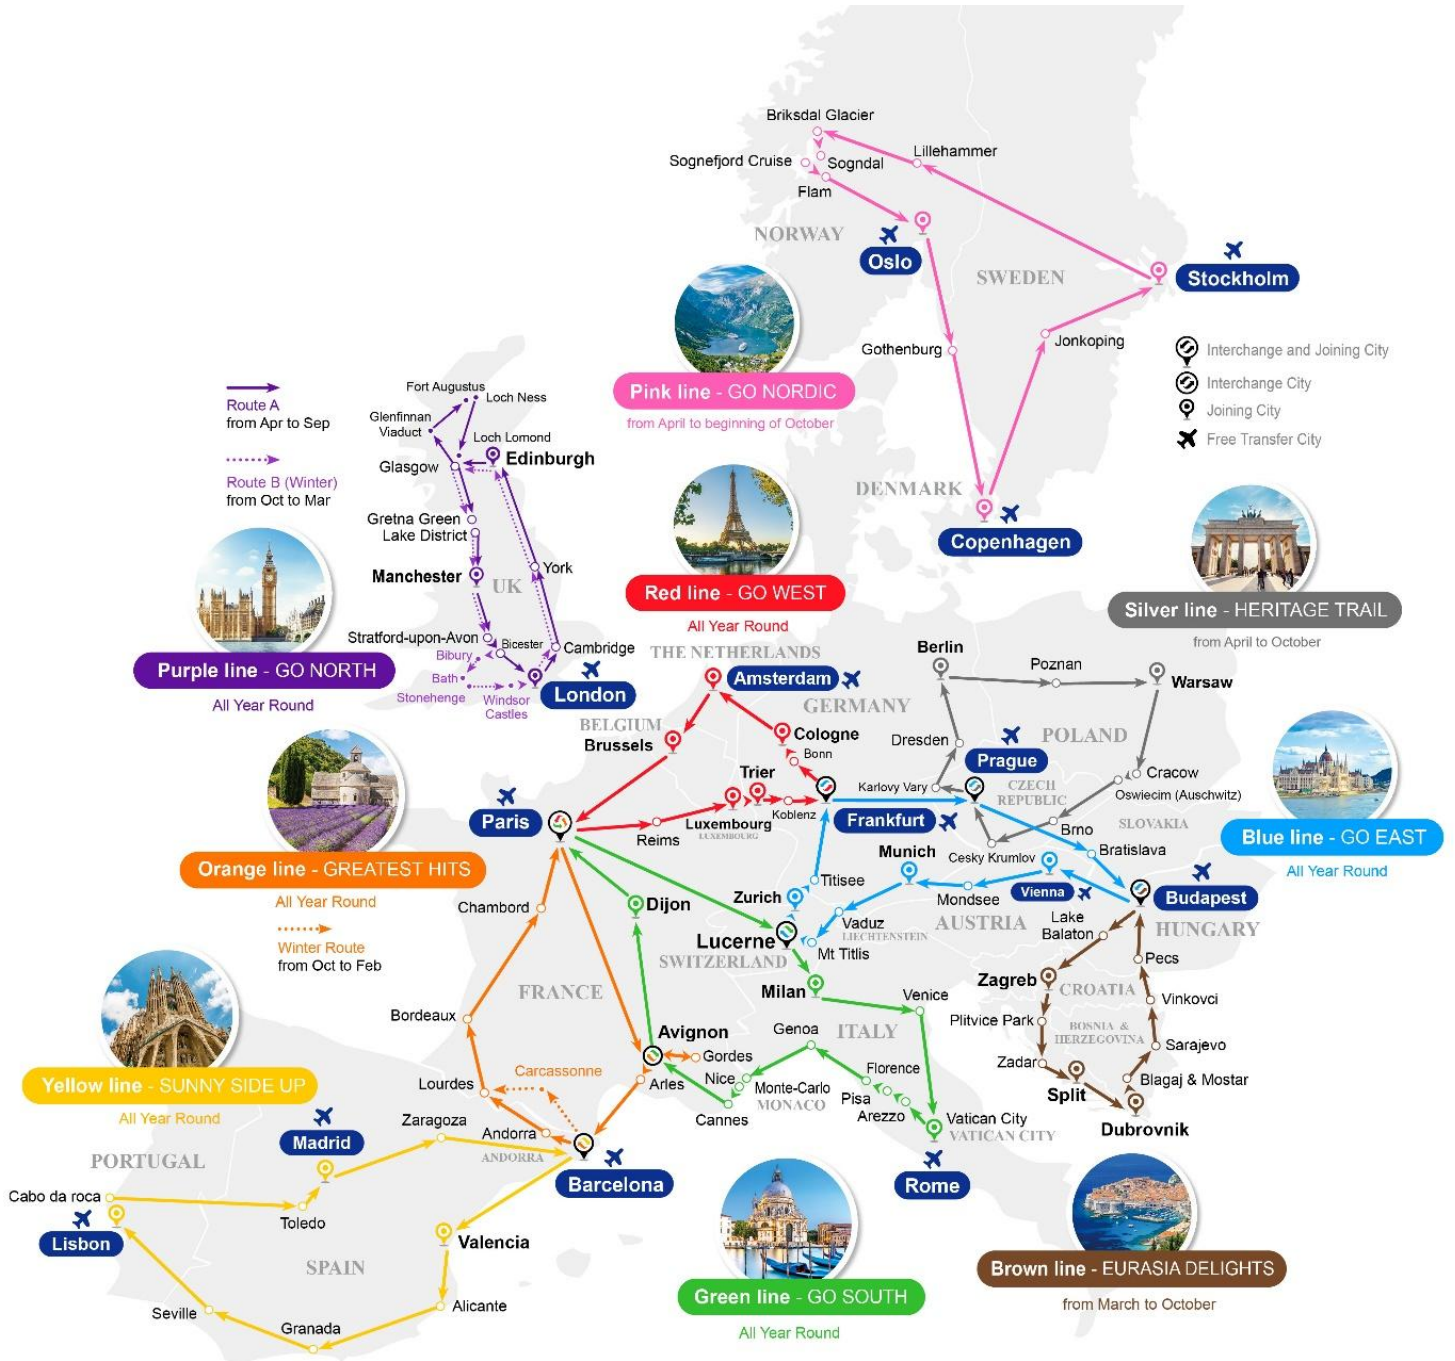 Briksdal Glacier
Sognefjord Cruise
Sogndal
Lillehammer
Flam
NORWAY
Oslo
SWEDEN
Stockholm
Gothenburg
Jonkoping
Interchange and Joining City
Interchange City
Joining City
Free Transfer City
Pink line - GO NORDIC
from April to beginning of October
DENMARK
Copenhagen
Route A
from Apr to Sep
Route B (Winter)
from Oct to Mar
Fort Augustus
Loch Ness
Glenfinnan
Viaduct
Loch Lomond
Glasgow
Edinburgh
Gretna Green
Lake District
Manchester
UK
York
Stratford-upon-Avon
Bicester
Cambridge
Bibury
Bath
Stonehenge
Windsor
Castles
London
Purple line - GO NORTH
All Year Round
Red line - GO WEST
All Year Round
Silver line - HERITAGE TRAIL
from April to October
THE NETHERLANDS
Amsterdam
GERMANY
BELGIUM
Brussels
Cologne
Bonn
Trier
Koblenz
Luxembourg
LUXEMBOURG
Reims
Paris
Frankfurt
Berlin
Poznan
Warsaw
Dresden
Prague
POLAND
Karlovy Vary
CZECH
REPUBLIC
Cracow
Oswiecim (Auschwitz)
Brno
SLOVAKIA
Cesky Krumlov
Bratislava
Blue line - GO EAST
All Year Round
Orange line - GREATEST HITS
All Year Round
Winter Route
from Oct to Feb
Chambord
Dijon
Zurich
Titisee
Munich
Vienna
Budapest
Mondsee
AUSTRIA
HUNGARY
Vaduz
LIECHTENSTEIN
Lucerne
SWITZERLAND
Mt Titlis
Lake
Balaton
Pecs
Zagreb
CROATIA
Vinkovci
Plitvice Park
BOSNIA &
HERZEGOVINA
Sarajevo
Zadar
Blagaj & Mostar
Split
Dubrovnik
Milan
Venice
FRANCE
Bordeaux
Avignon
Gordes
Genoa
ITALY
Carcassonne
Lourdes
Arles
Nice
Monte-Carlo
MONACO
Florence
Pisa
Arezzo
Cannes
Vatican City
VATICAN CITY
Rome
Yellow line - SUNNY SIDE UP
All Year Round
Zaragoza
Andorra
ANDORRA
Madrid
Barcelona
PORTUGAL
Cabo da roca
Toledo
Lisbon
Valencia
SPAIN
Seville
Alicante
Granada
Green line - GO SOUTH
All Year Round
Brown line - EURASIA DELIGHTS
from March to October